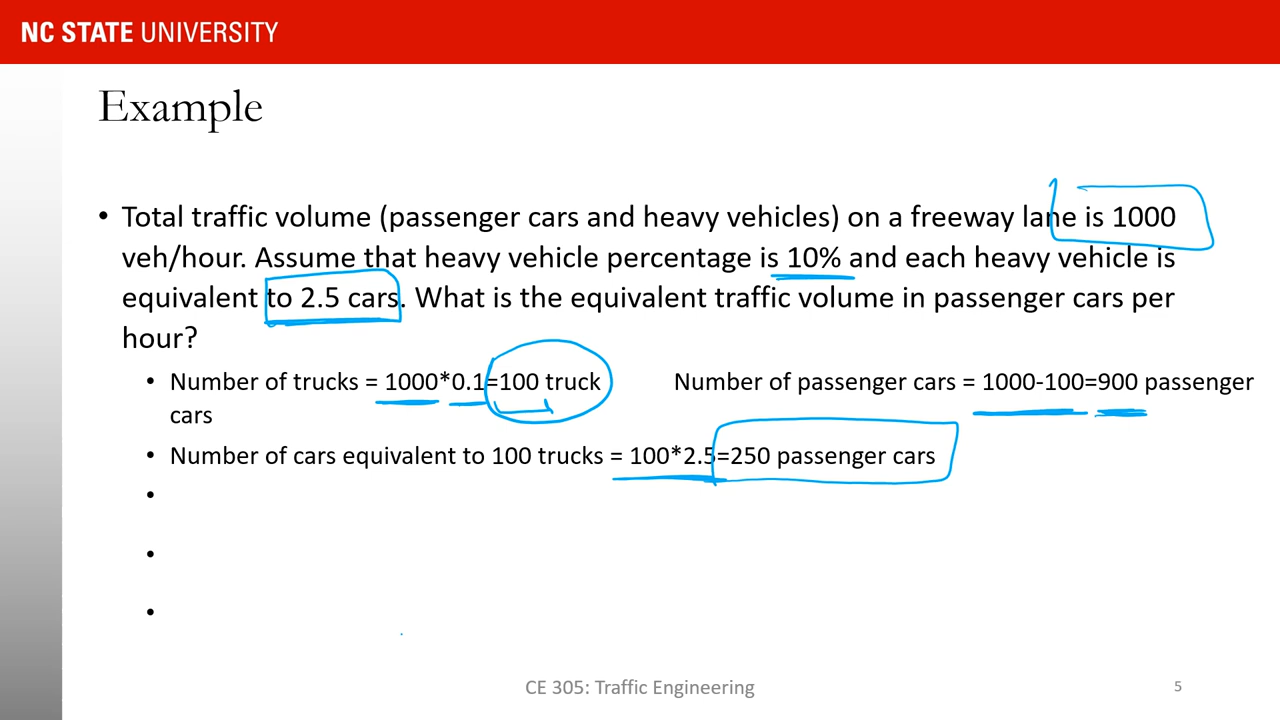 NC STATE UNIVERSITY
Example
• Total traffic volume (passenger cars and heavy vehicles) on a freeway lane is 1000
veh/hour. Assume that heavy vehicle percentage is 10% and each heavy vehicle is
equivalent to 2.5 cars. What is the equivalent traffic volume in passenger cars per
hour?
• Number of trucks = 1000*0.1=100 truck Number of passenger cars = 1000-100=900 passenger
cars
• Number of cars equivalent to 100 trucks = 100*2.5=250 passenger cars
•
•
•
CE 305: Traffic Engineering 5